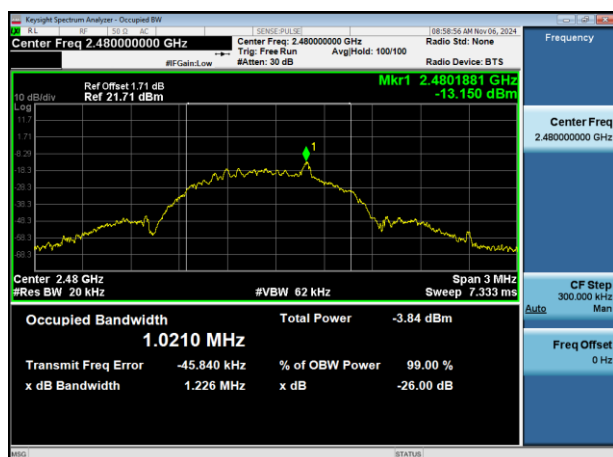 Keysight Spectrum Analyzer - Occupied BW
RL RF 50 Ω AC SENSE:PULSE 08:58:56 AM Nov 06, 2024
Center Freq 2.480000000 GHz
Center Freq: 2.480000000 GHz
Radio Std: None
Trig: Free Run
Avg|Hold: 100/100
#IFGain:Low
#Atten: 30 dB
Radio Device: BTS
Frequency
Mkr1 2.4801881 GHz
-13.150 dBm
Ref Offset 1.71 dB
10 dB/div
Ref 21.71 dBm
Log
11.7
1.71
-8.29
-18.3
-28.3
-38.3
-48.3
-58.3
-68.3
1
Center 2.48 GHz
Span 3 MHz
#Res BW 20 kHz
#VBW 62 kHz
Sweep 7.333 ms
Occupied Bandwidth
1.0210 MHz
Total Power -3.84 dBm
Transmit Freq Error -45.840 kHz
% of OBW Power 99.00 %
x dB Bandwidth 1.226 MHz
x dB -26.00 dB
Center Freq
2.480000000 GHz
CF Step
300.000 kHz
Auto Man
Freq Offset
0 Hz
MSG STATUS